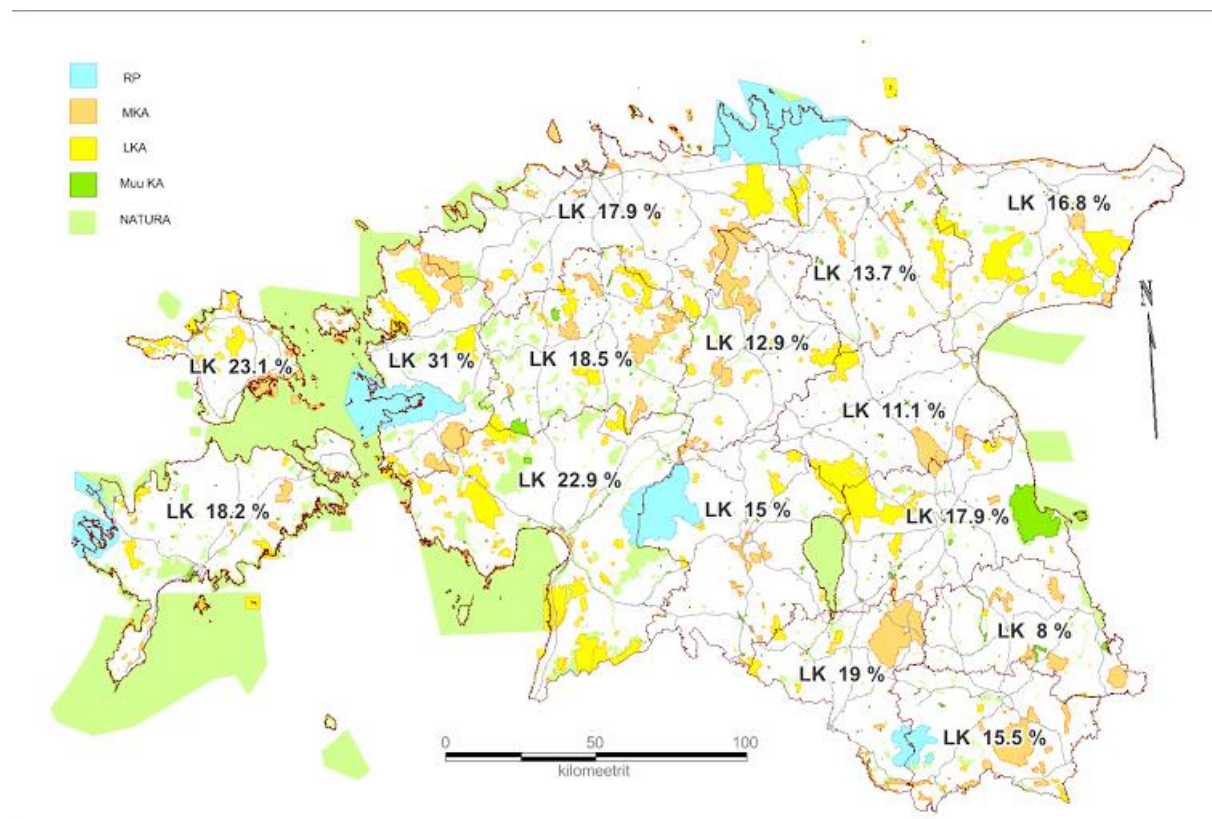 RP
MKA
LKA
Muu KA
NATURA
LK 17.9 %
LK 16.8 %
LK 13.7 %
N
LK 23.1 %
LK 31 %
LK 18.5 %
LK 12.9 %
LK 11.1 %
LK 22.9 %
LK 18.2 %
LK 15 %
LK 17.9 %
LK 8 %
LK 19 %
LK 15.5 %
0 50 100
kilomeetrit